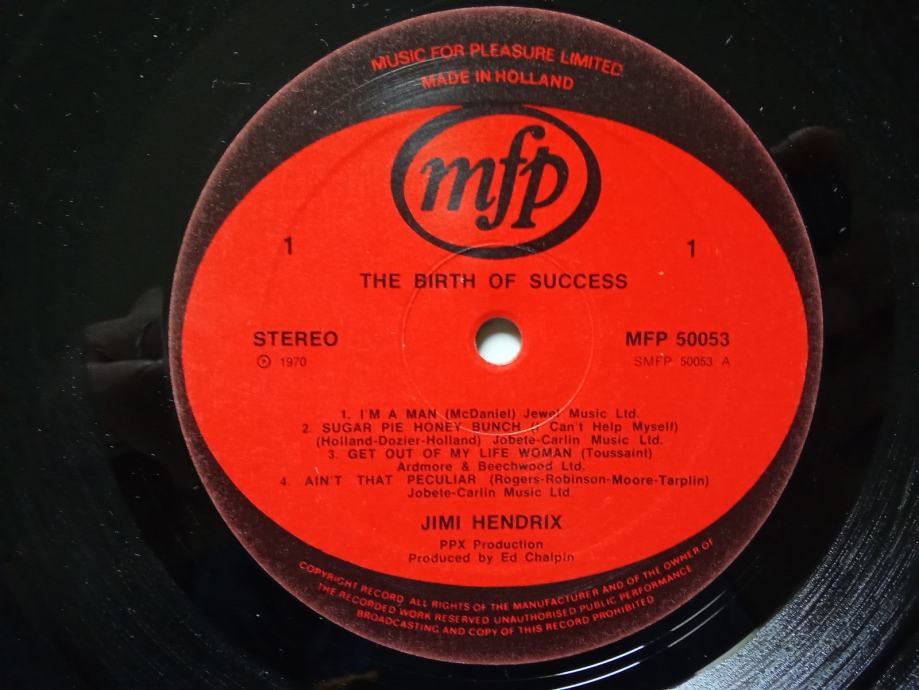 MUSIC FOR PLEASURE LIMITED
MADE IN HOLLAND
mfp
1 1
THE BIRTH OF SUCCESS
STEREO MFP 50053
℗ 1970 SMFP 50053 A
1. I'M A MAN (McDaniel) Jewel Music Ltd.
2. SUGAR PIE HONEY BUNCH (I Can't Help Myself)
(Holland-Dozier-Holland) Jobete-Carlin Music Ltd.
3. GET OUT OF MY LIFE WOMAN (Toussaint)
Ardmore & Beechwood Ltd.
4. AIN'T THAT PECULIAR (Rogers-Robinson-Moore-Tarplin)
Jobete-Carlin Music Ltd.
JIMI HENDRIX
PPX Production
Produced by Ed Chalpin
COPYRIGHT RECORD ALL RIGHTS OF THE MANUFACTURER AND OF THE OWNER OF
THE RECORDED WORK RESERVED UNAUTHORISED PUBLIC PERFORMANCE
BROADCASTING AND COPY OF THIS RECORD PROHIBITED